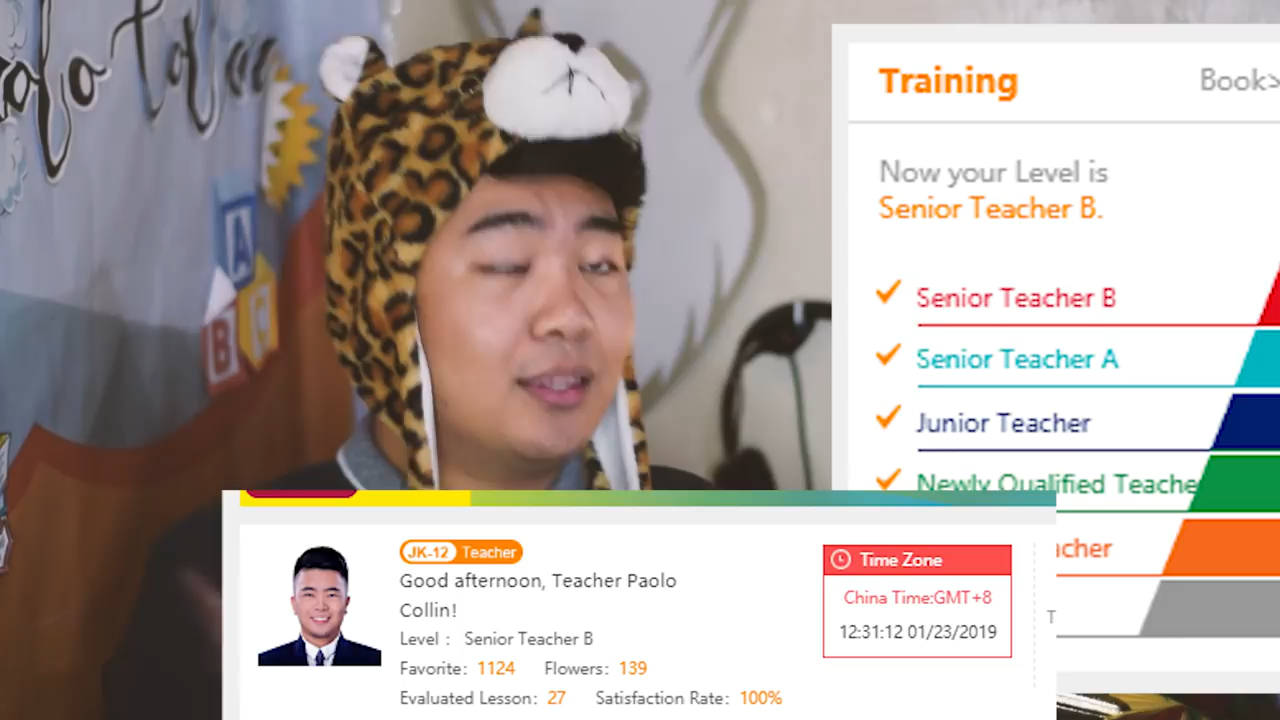 A
B
Training
Book>
Now your Level is
Senior Teacher B.
Senior Teacher B
Senior Teacher A
Junior Teacher
Newly Qualified Teache
cher
T
JK-12 Teacher
Good afternoon, Teacher Paolo
Collin!
Level : Senior Teacher B
Favorite: 1124 Flowers: 139
Evaluated Lesson: 27 Satisfaction Rate: 100%
Time Zone
China Time:GMT+8
12:31:12 01/23/2019